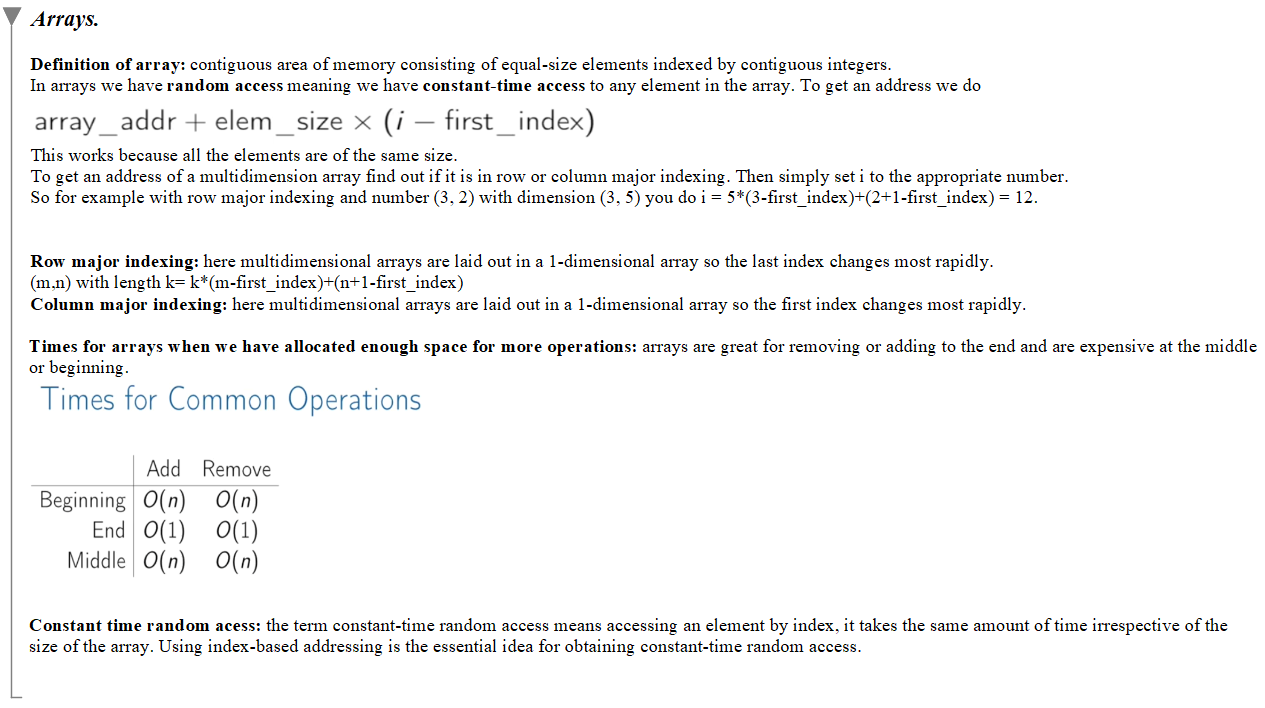 Arrays.
Definition of array: contiguous area of memory consisting of equal-size elements indexed by contiguous integers.
In arrays we have random access meaning we have constant-time access to any element in the array. To get an address we do
array_addr + elem_size × (i − first_index)
This works because all the elements are of the same size.
To get an address of a multidimension array find out if it is in row or column major indexing. Then simply set i to the appropriate number.
So for example with row major indexing and number (3, 2) with dimension (3, 5) you do i = 5*(3-first_index)+(2+1-first_index) = 12.
Row major indexing: here multidimensional arrays are laid out in a 1-dimensional array so the last index changes most rapidly.
(m,n) with length k= k*(m-first_index)+(n+1-first_index)
Column major indexing: here multidimensional arrays are laid out in a 1-dimensional array so the first index changes most rapidly.
Times for arrays when we have allocated enough space for more operations: arrays are great for removing or adding to the end and are expensive at the middle
or beginning.
Times for Common Operations
Add Remove
Beginning O(n) O(n)
End O(1) O(1)
Middle O(n) O(n)
Constant time random acess: the term constant-time random access means accessing an element by index, it takes the same amount of time irrespective of the
size of the array. Using index-based addressing is the essential idea for obtaining constant-time random access.